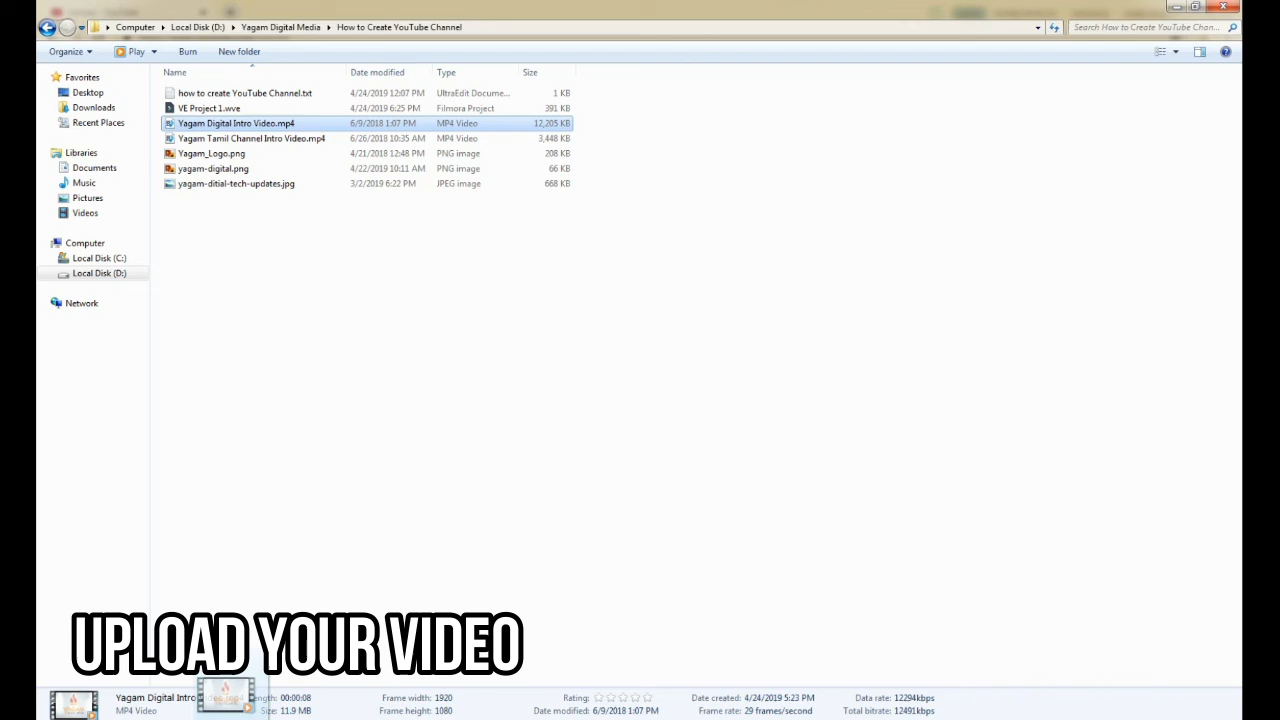 Computer Local Disk (D:) Yagam Digital Media How to Create YouTube Channel
Search How to Create YouTube Chan...
Organize Play Burn New folder
Favorites
Desktop
Downloads
Recent Places
Libraries
Documents
Music
Pictures
Videos
Computer
Local Disk (C:)
Local Disk (D:)
Network
Name Date modified Type Size
how to create YouTube Channel.txt 4/24/2019 12:07 PM UltraEdit Docume... 1 KB
VE Project 1.wve 4/24/2019 6:25 PM Filmora Project 391 KB
Yagam Digital Intro Video.mp4 6/9/2018 1:07 PM MP4 Video 12,205 KB
Yagam Tamil Channel Intro Video.mp4 6/26/2018 10:35 AM MP4 Video 3,448 KB
Yagam_Logo.png 4/21/2018 12:48 PM PNG image 208 KB
yagam-digital.png 4/22/2019 10:11 AM PNG image 66 KB
yagam-ditial-tech-updates.jpg 3/2/2019 6:22 PM JPEG image 668 KB
UPLOAD YOUR VIDEO
Yagam Digital Intro 00:00:08 Frame width: 1920 Rating: Date created: 4/24/2019 5:23 PM Data rate: 12294kbps
MP4 Video Size: 11.9 MB Frame height: 1080 Date modified: 6/9/2018 1:07 PM Frame rate: 29 frames/second Total bitrate: 12491kbps